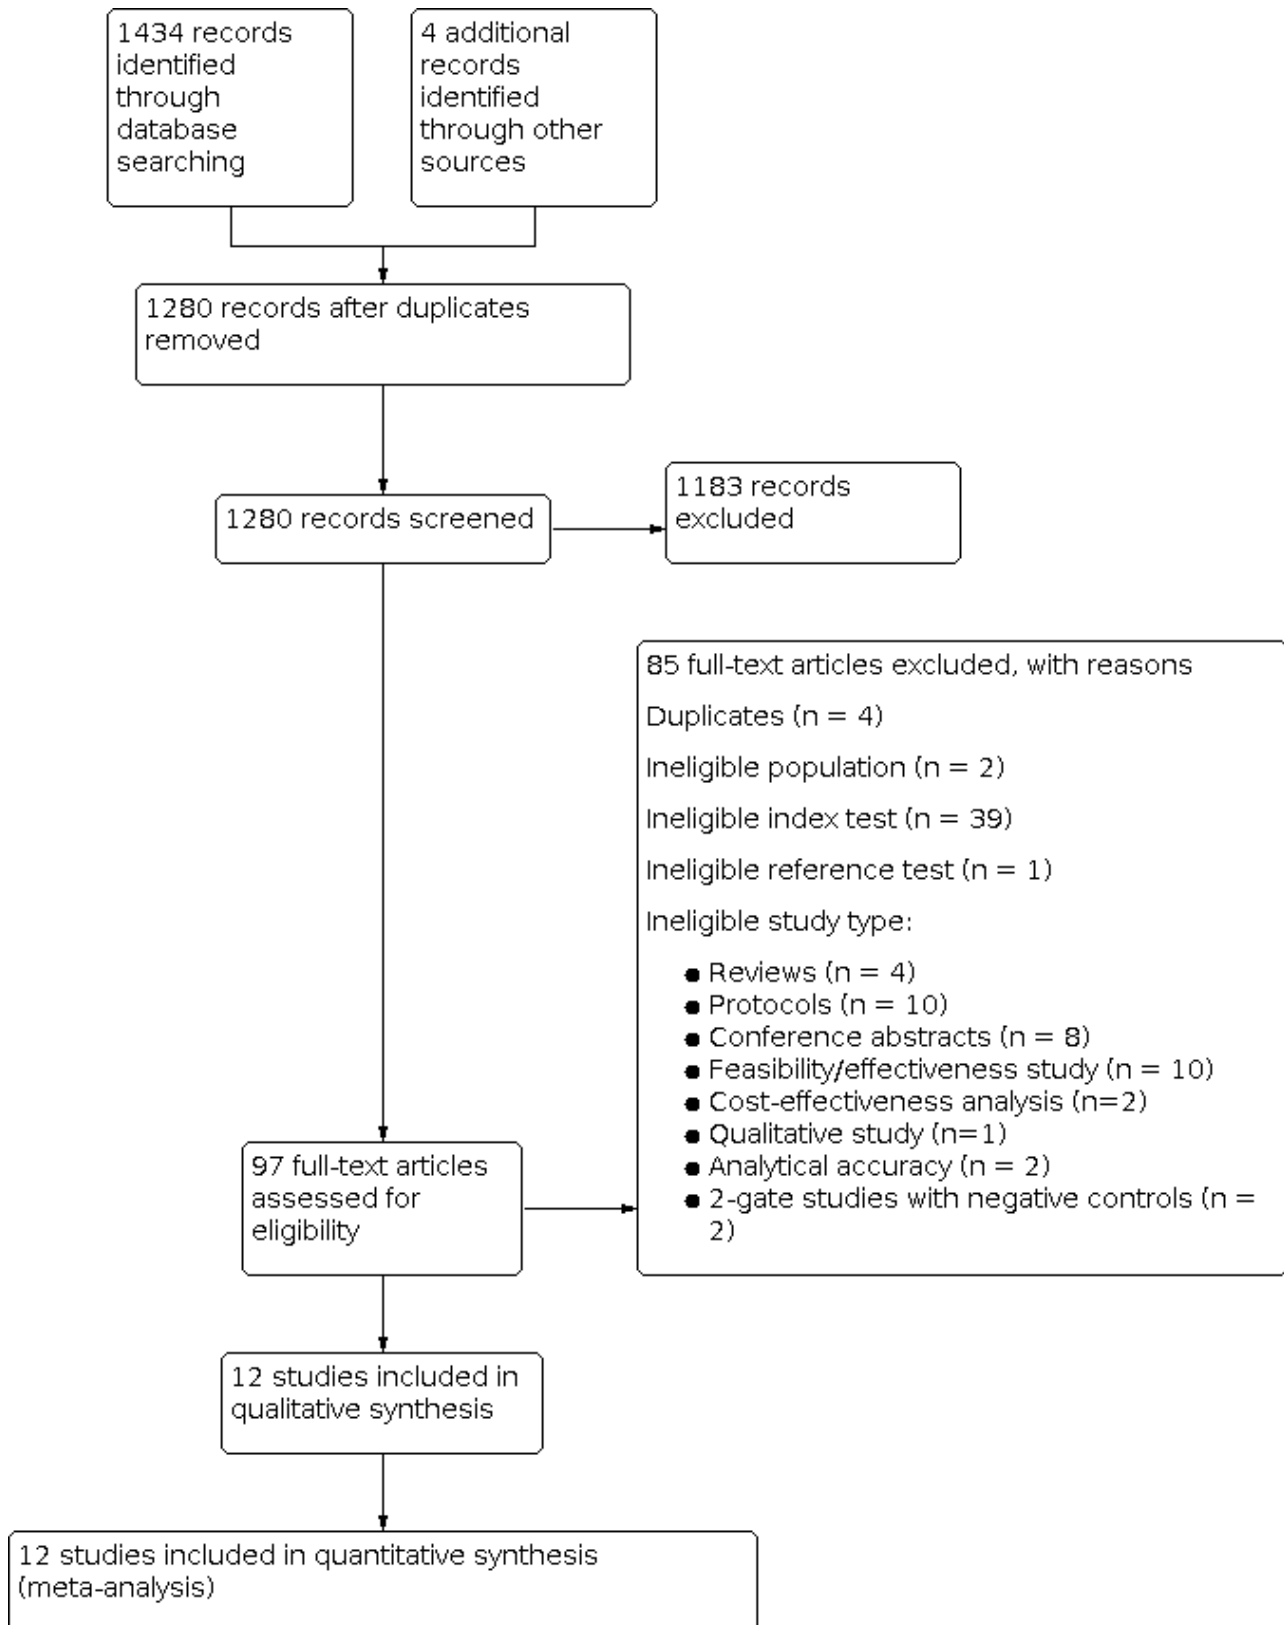 1434 records
identified
through
database
searching
4 additional
records
identified
through other
sources
1280 records after duplicates
removed
1280 records screened
1183 records
excluded
85 full-text articles excluded, with reasons
Duplicates (n = 4)
Ineligible population (n = 2)
Ineligible index test (n = 39)
Ineligible reference test (n = 1)
Ineligible study type:
● Reviews (n = 4)
● Protocols (n = 10)
● Conference abstracts (n = 8)
● Feasibility/effectiveness study (n = 10)
● Cost-effectiveness analysis (n=2)
● Qualitative study (n=1)
● Analytical accuracy (n = 2)
● 2-gate studies with negative controls (n =
2)
97 full-text articles
assessed for
eligibility
12 studies included in
qualitative synthesis
12 studies included in quantitative synthesis
(meta-analysis)